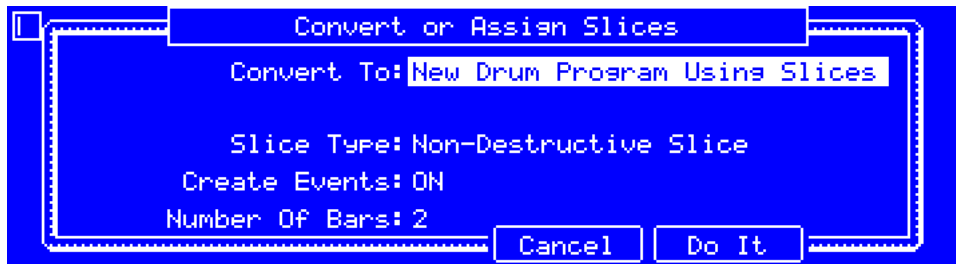 Convert or Assign Slices
Convert To:New Drum Program Using Slices
Slice Type:Non-Destructive Slice
Create Events:ON
Number Of Bars:2
Cancel Do It